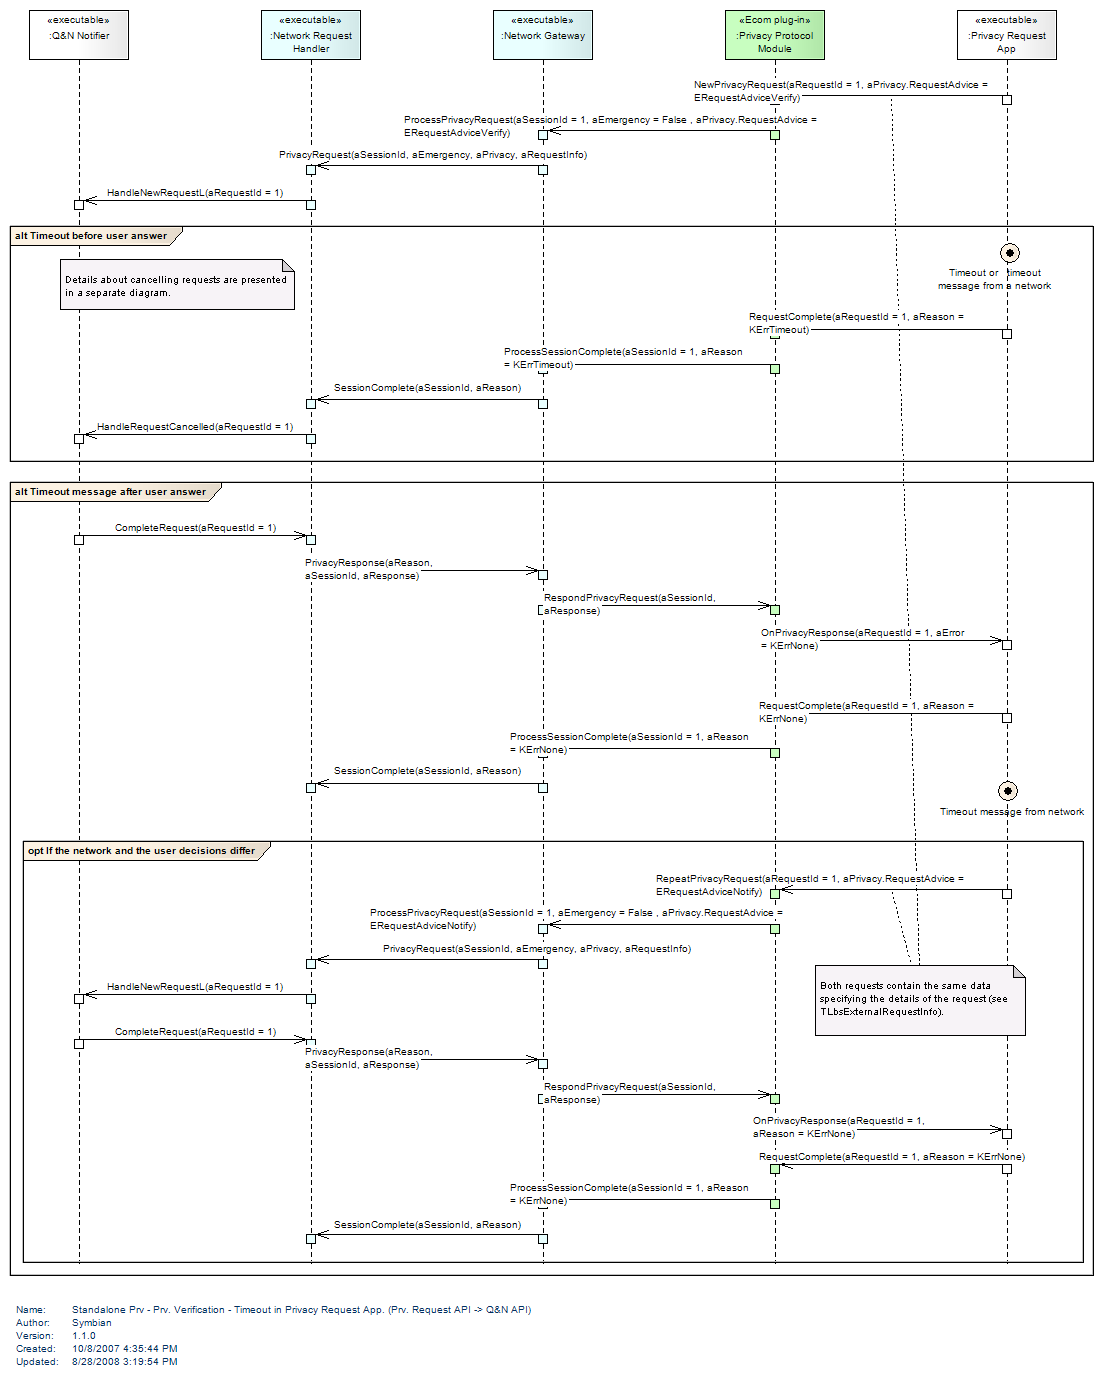 «executable»
:Q&N Notifier
«executable»
:Network Request
Handler
«executable»
:Network Gateway
«Ecom plug-in»
:Privacy Protocol
Module
«executable»
:Privacy Request
App
NewPrivacyRequest(aRequestId = 1, aPrivacy.RequestAdvice =
ERequestAdviceVerify)
ProcessPrivacyRequest(aSessionId = 1, aEmergency = False , aPrivacy.RequestAdvice =
ERequestAdviceVerify)
PrivacyRequest(aSessionId, aEmergency, aPrivacy, aRequestInfo)
HandleNewRequestL(aRequestId = 1)
alt Timeout before user answer
Details about cancelling requests are presented
in a separate diagram.
Timeout or timeout
message from a network
RequestComplete(aRequestId = 1, aReason =
KErrTimeout)
ProcessSessionComplete(aSessionId = 1, aReason
= KErrTimeout)
SessionComplete(aSessionId, aReason)
HandleRequestCancelled(aRequestId = 1)
alt Timeout message after user answer
CompleteRequest(aRequestId = 1)
PrivacyResponse(aReason,
aSessionId, aResponse)
RespondPrivacyRequest(aSessionId,
aResponse)
OnPrivacyResponse(aRequestId = 1, aError
= KErrNone)
RequestComplete(aRequestId = 1, aReason =
KErrNone)
ProcessSessionComplete(aSessionId = 1, aReason
= KErrNone)
SessionComplete(aSessionId, aReason)
Timeout message from network
opt If the network and the user decisions differ
RepeatPrivacyRequest(aRequestId = 1, aPrivacy.RequestAdvice =
ERequestAdviceNotify)
ProcessPrivacyRequest(aSessionId = 1, aEmergency = False , aPrivacy.RequestAdvice =
ERequestAdviceNotify)
PrivacyRequest(aSessionId, aEmergency, aPrivacy, aRequestInfo)
HandleNewRequestL(aRequestId = 1)
Both requests contain the same data
specifying the details of the request (see
TLbsExternalRequestInfo).
CompleteRequest(aRequestId = 1)
PrivacyResponse(aReason,
aSessionId, aResponse)
RespondPrivacyRequest(aSessionId,
aResponse)
OnPrivacyResponse(aRequestId = 1,
aReason = KErrNone)
RequestComplete(aRequestId = 1, aReason = KErrNone)
ProcessSessionComplete(aSessionId = 1, aReason
= KErrNone)
SessionComplete(aSessionId, aReason)
Name: Standalone Prv - Prv. Verification - Timeout in Privacy Request App. (Prv. Request API -> Q&N API)
Author: Symbian
Version: 1.1.0
Created: 10/8/2007 4:35:44 PM
Updated: 8/28/2008 3:19:54 PM